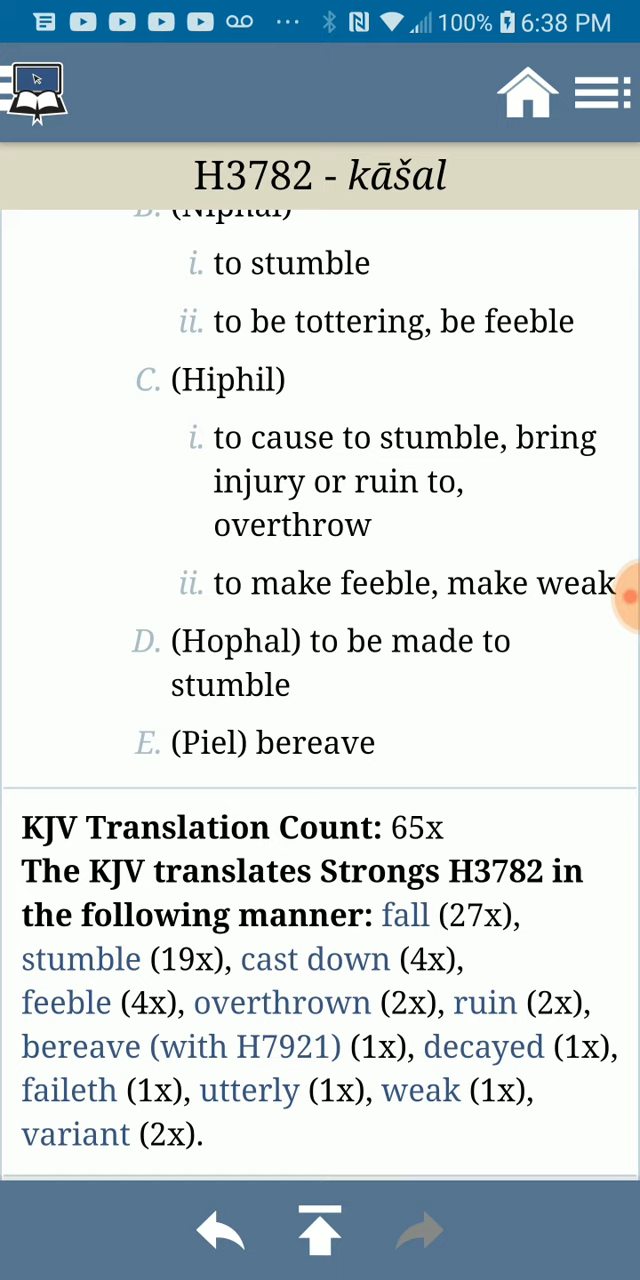 100% 6:38 PM
H3782 - kāšal
B. (Niphal)
i. to stumble
ii. to be tottering, be feeble
C. (Hiphil)
i. to cause to stumble, bring
injury or ruin to,
overthrow
ii. to make feeble, make weak
D. (Hophal) to be made to
stumble
E. (Piel) bereave
KJV Translation Count: 65x
The KJV translates Strongs H3782 in
the following manner: fall (27x),
stumble (19x), cast down (4x),
feeble (4x), overthrown (2x), ruin (2x),
bereave (with H7921) (1x), decayed (1x),
faileth (1x), utterly (1x), weak (1x),
variant (2x).